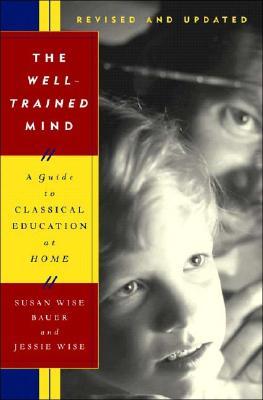 REVISED AND UPDATED
THE
WELL-
TRAINED
MIND
A Guide
to
CLASSICAL
EDUCATION
at
HOME
SUSAN WISE
BAUER
and
JESSIE WISE